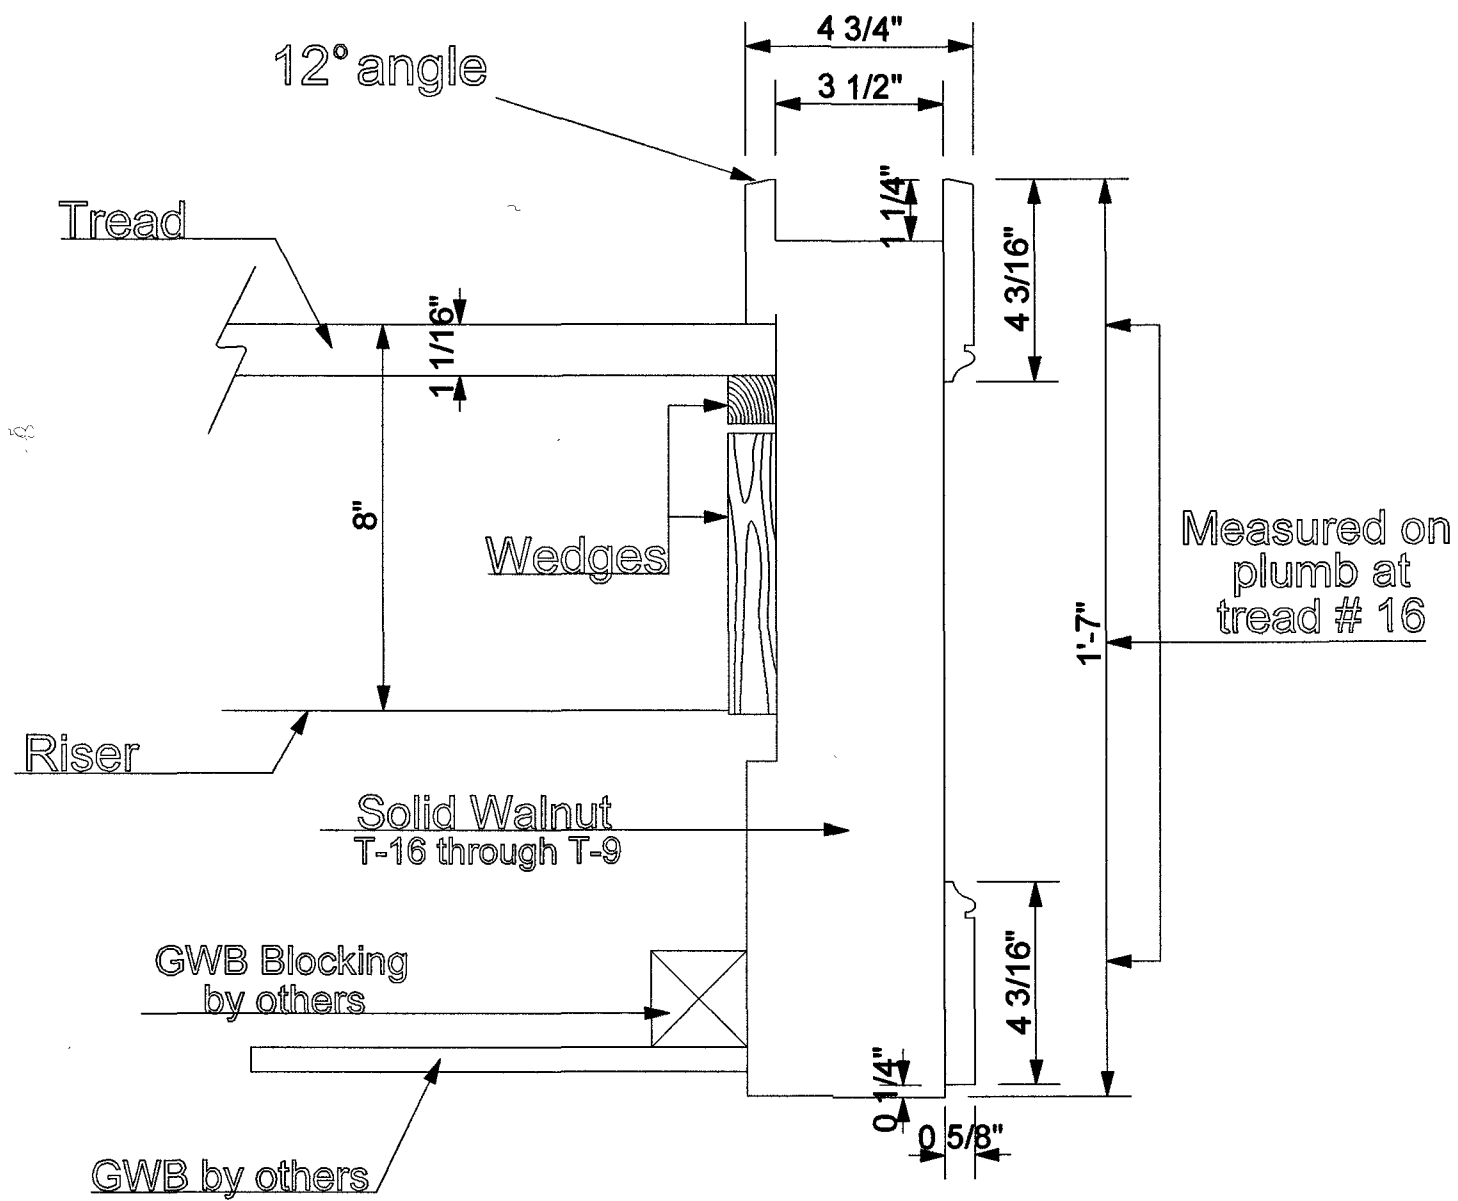 4 3/4"
12° angle
3 1/2"
1 1/4"
Tread
4 3/16"
1 1/16"
8"
Wedges
Measured on
plumb at
tread # 16
1'-7"
Riser
Solid Walnut
T-16 through T-9
GWB Blocking
by others
4 3/16"
0 1/4"
0 5/8"
GWB by others